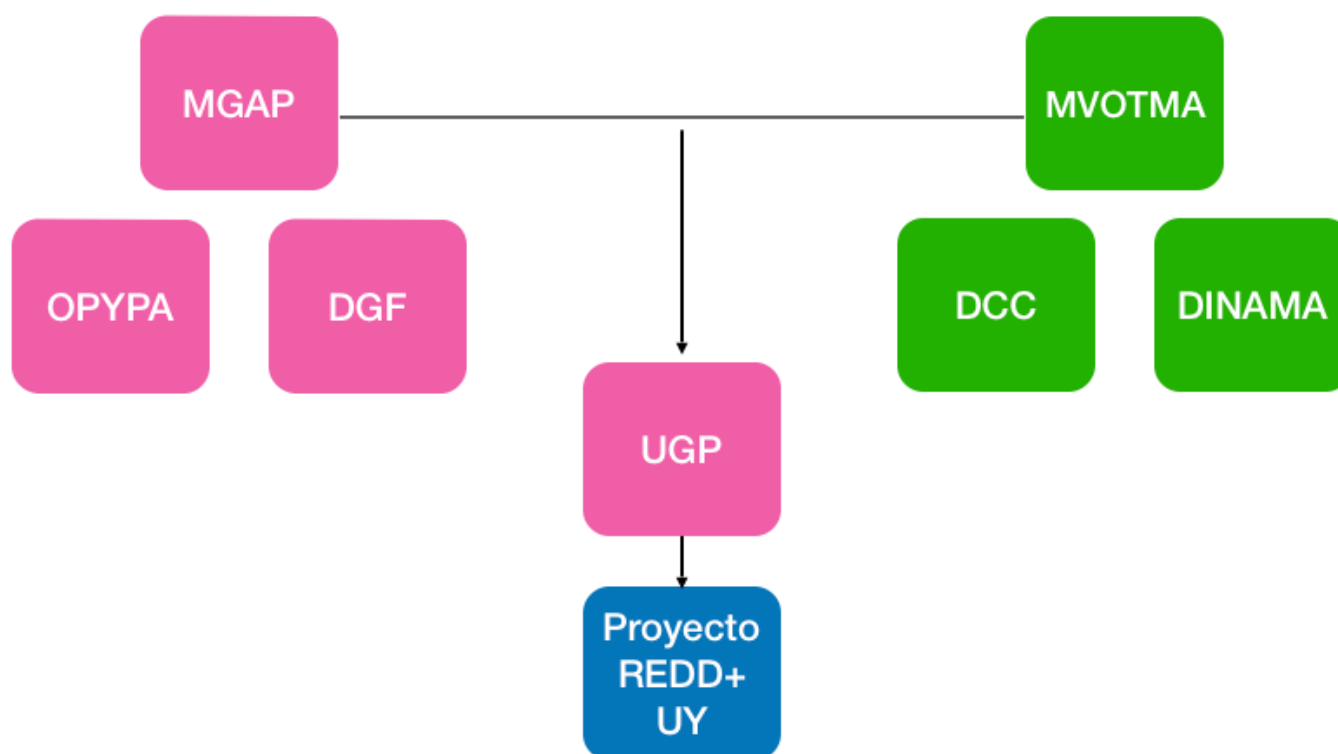 MGAP
MVOTMA
OPYPA
DGF
DCC
DINAMA
UGP
Proyecto
REDD+
UY